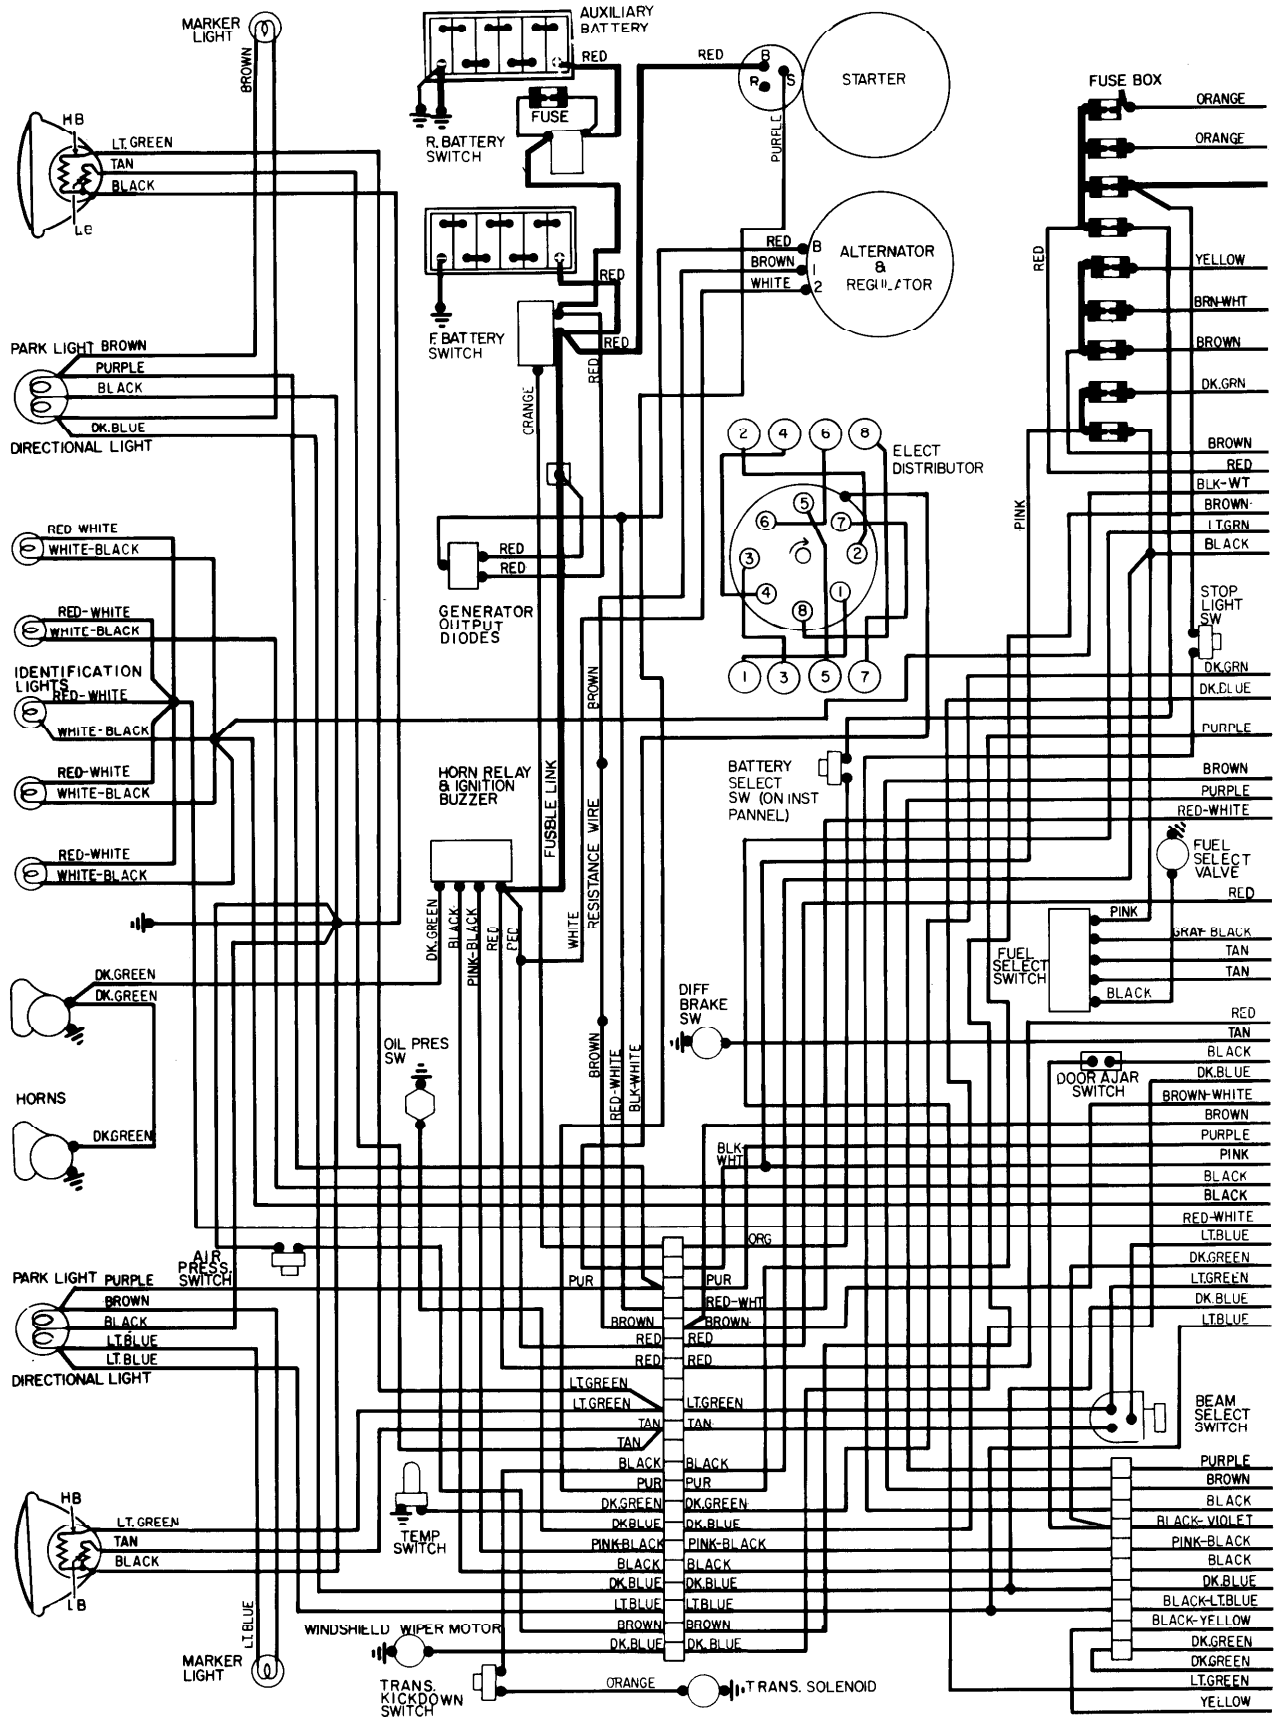 MARKER
LIGHT
BROWN
HB
LT. GREEN
TAN
BLACK
PARK LIGHT BROWN
PURPLE
BLACK
DK.BLUE
DIRECTIONAL LIGHT
RED WHITE
WHITE-BLACK
RED-WHITE
WHITE-BLACK
IDENTIFICATION
LIGHTS
RED-WHITE
WHITE-BLACK
RED-WHITE
WHITE-BLACK
RED-WHITE
WHITE-BLACK
DK.GREEN
DK.GREEN
HORNS
DK.GREEN
AIR
PRESS.
SWITCH
PARK LIGHT PURPLE
BROWN
BLACK
LT.BLUE
LT.BLUE
DIRECTIONAL LIGHT
HB
LT. GREEN
TAN
BLACK
LB
LT.BLUE
MARKER
LIGHT
AUXILIARY
BATTERY
RED
FUSE
R. BATTERY
SWITCH
RED
F. BATTERY
SWITCH
RED
RED
RED
RED
GENERATOR
OUTPUT
DIODES
HORN RELAY
& IGNITION
BUZZER
FUSIBLE LINK
DK.GREEN
BLACK
PINK-BLACK
RED
WHITE
BROWN
RESISTANCE WIRE
OIL PRES
SW
BROWN
RED-WHITE
BLK-WHITE
RED
B
R
S
STARTER
PURPLE
RED
B
BROWN
1
WHITE
2
ALTERNATOR
&
2 4 6 8
ELECT
DISTRIBUTOR
5
6 7
3 2
4 1
8
1 3 5 7
BATTERY
SELECT
SW (ON INST
PANNEL)
DIFF
BRAKE
SW
BLK-
WHT
ORG
PUR PUR
RED-WHT
BROWN BROWN
RED RED
RED RED
LT.GREEN
LT.GREEN LT.GREEN
TAN TAN
TAN
BLACK BLACK
PUR PUR
DK.GREEN DK.GREEN
DKBLUE DK.BLUE
PINK-BLACK PINK-BLACK
BLACK BLACK
DK.BLUE DK.BLUE
LT.BLUE LT.BLUE
BROWN BROWN
DK.BLUE DK.BLUE
TEMP
SWITCH
WINDSHIELD WIPER MOTOR
TRANS.
KICKDOWN
SWITCH
ORANGE
TRANS. SOLENOID
FUSE BOX
ORANGE
ORANGE
RED
YELLOW
BRN-WHT
BROWN
DK.GRN
PINK
BROWN
RED
BLK-WT
BROWN
LT.GRN
BLACK
STOP
LIGHT
SW
DK.GRN
DK.BLUE
PURPLE
BROWN
PURPLE
RED-WHITE
FUEL
SELECT
VALVE
RED
PINK
GRAY-BLACK
TAN
TAN
FUEL
SELECT
SWITCH
BLACK
RED
TAN
BLACK
DOOR AJAR
SWITCH
DK.BLUE
BROWN-WHITE
BROWN
PURPLE
PINK
BLACK
BLACK
RED-WHITE
LT.BLUE
DK.GREEN
LT.GREEN
DK.BLUE
LT.BLUE
BEAM
SELECT
SWITCH
PURPLE
BROWN
BLACK
BLACK-VIOLET
PINK-BLACK
BLACK
DK.BLUE
BLACK-LT.BLUE
BLACK-YELLOW
DK.GREEN
DK.GREEN
LT.GREEN
YELLOW